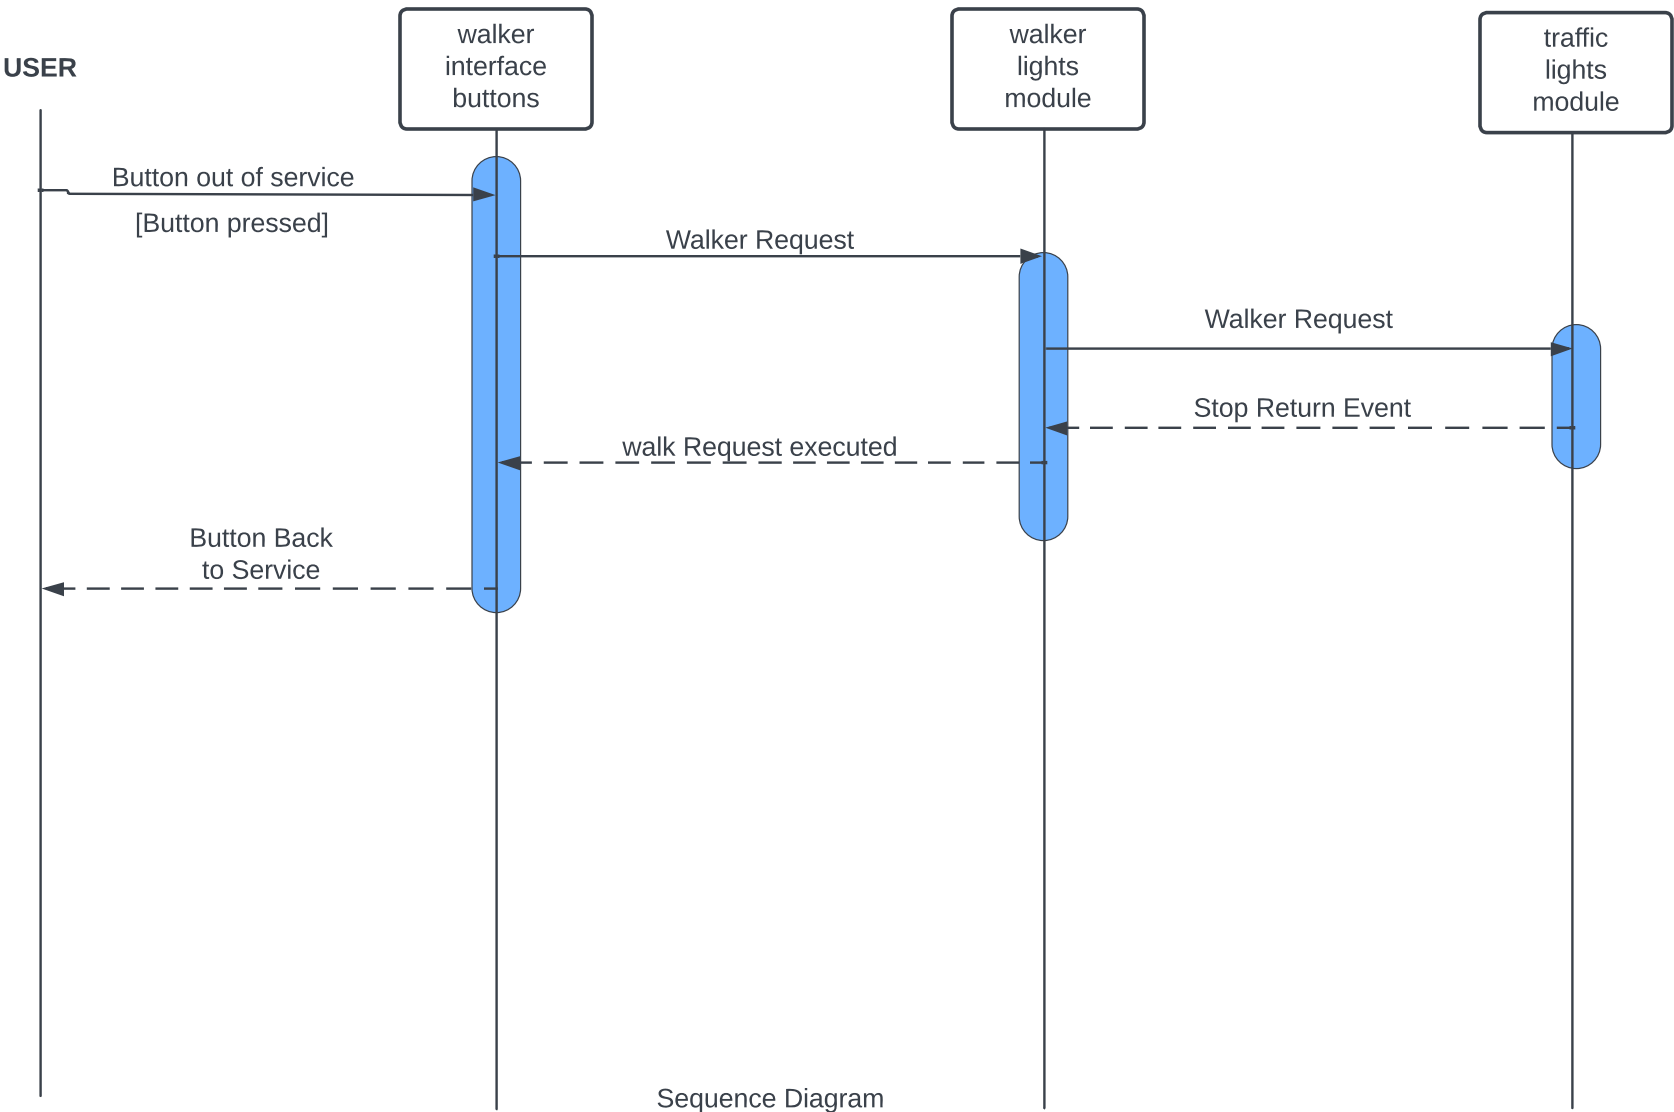 USER
walker
interface
buttons
walker
lights
module
traffic
lights
module
Button out of service
[Button pressed]
Walker Request
Walker Request
Stop Return Event
walk Request executed
Button Back
to Service
Sequence Diagram